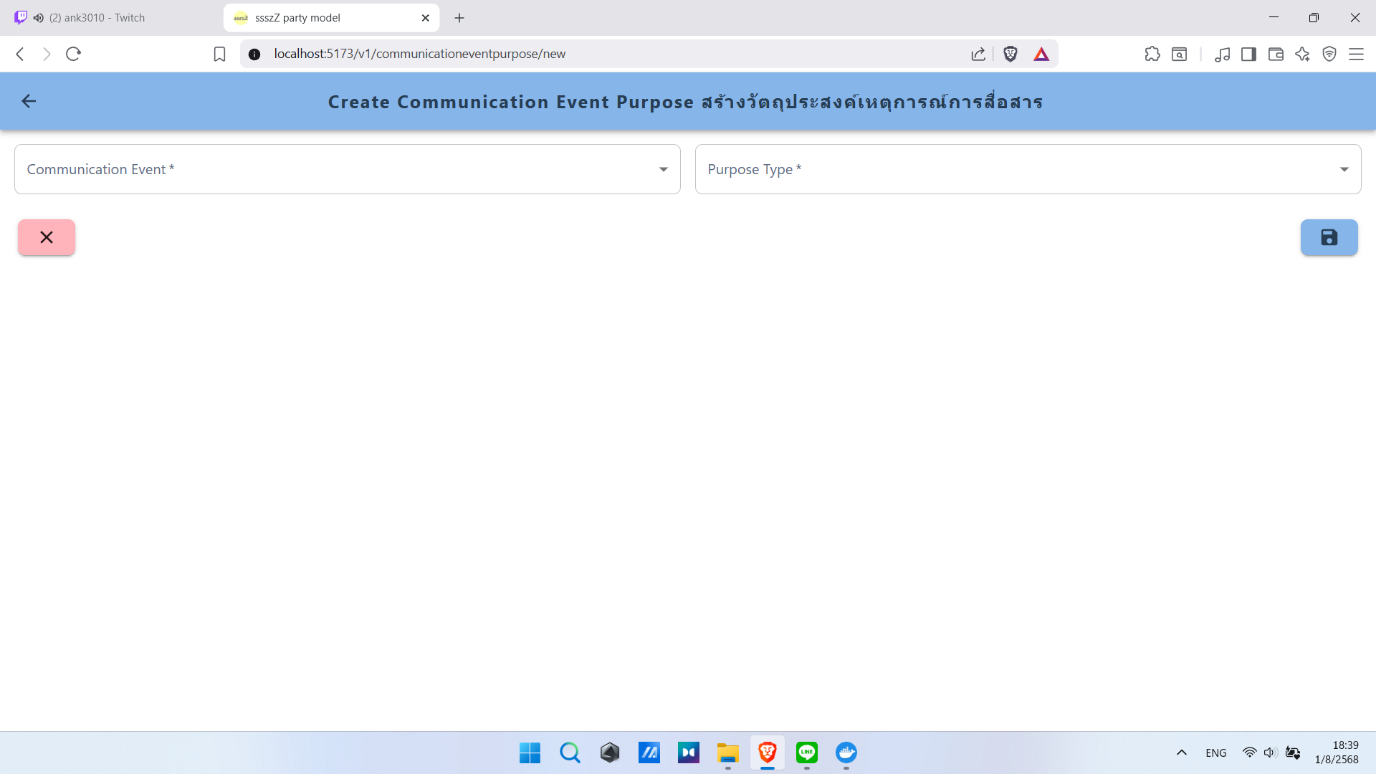 (2) ank3010 - Twitch
ssszZ
ssszZ party model
localhost:5173/v1/communicationeventpurpose/new
Create Communication Event Purpose สร้างวัตถุประสงค์เหตุการณ์การสื่อสาร
Communication Event *
Purpose Type *
LINE
ENG
18:39
1/8/2568